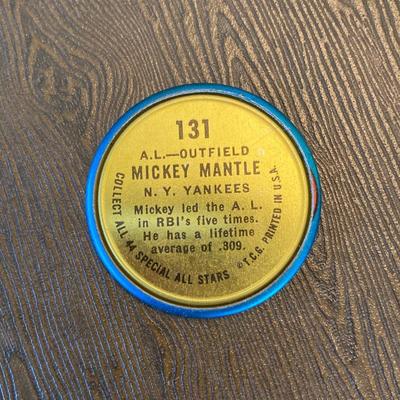 131
A.L.—OUTFIELD
MICKEY MANTLE
N. Y. YANKEES
Mickey led the A. L.
in RBI's five times.
He has a lifetime
average of .309.
COLLECT ALL 44 SPECIAL ALL STARS
©T.C.G. PRINTED IN U.S.A.